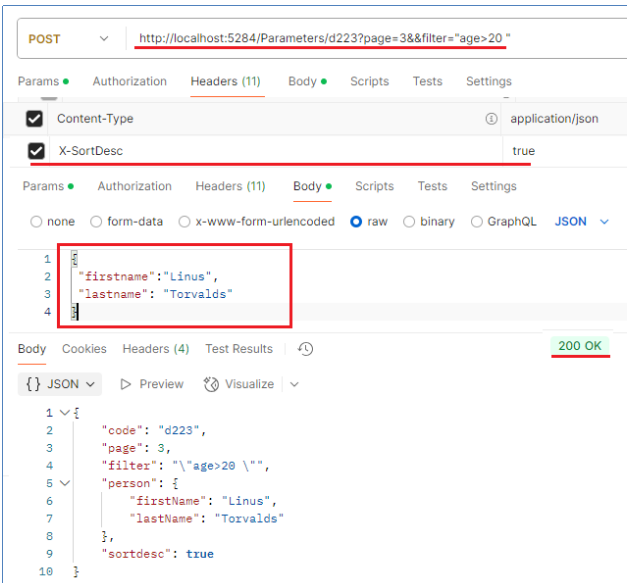 POST http://localhost:5284/Parameters/d223?page=3&&filter="age>20 "
Params Authorization Headers (11) Body Scripts Tests Settings
Content-Type application/json
X-SortDesc true
Params Authorization Headers (11) Body Scripts Tests Settings
none form-data x-www-form-urlencoded raw binary GraphQL JSON
1 {
2 "firstname":"Linus",
3 "lastname": "Torvalds"
4 }
Body Cookies Headers (4) Test Results 200 OK
{} JSON Preview Visualize
1 {
2 "code": "d223",
3 "page": 3,
4 "filter": "\"age>20 \"",
5 "person": {
6 "firstName": "Linus",
7 "lastName": "Torvalds"
8 },
9 "sortdesc": true
10 }